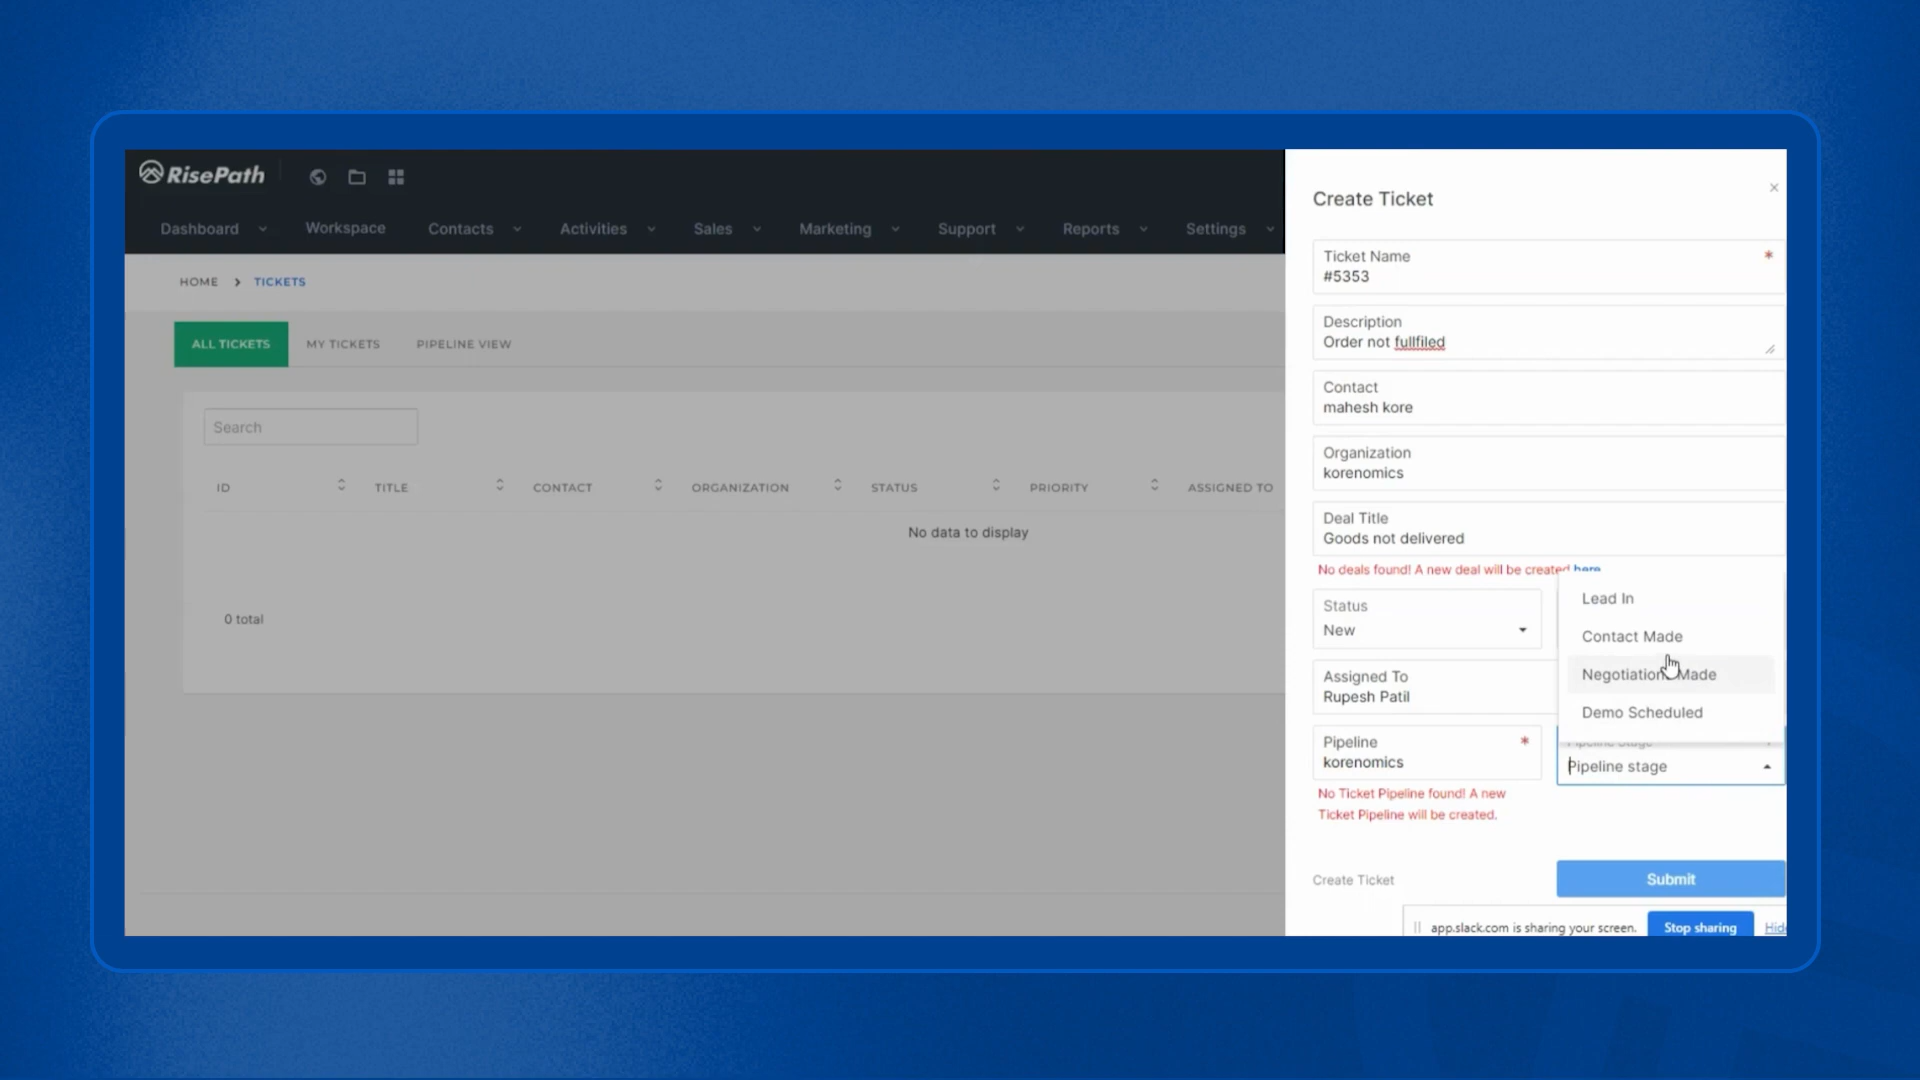 RisePath
Dashboard
Workspace
Contacts
Activities
Sales
Marketing
Support
Reports
Settings
HOME
TICKETS
ALL TICKETS
MY TICKETS
PIPELINE VIEW
Search
ID
TITLE
CONTACT
ORGANIZATION
STATUS
PRIORITY
ASSIGNED TO
No data to display
0 total
Create Ticket
Ticket Name *
#5353
Description
Order not fullfiled
Contact
mahesh kore
Organization
korenomics
Deal Title
Goods not delivered
No deals found! A new deal will be created here
Status
New
Lead In
Contact Made
Negotiation Made
Demo Scheduled
Assigned To
Rupesh Patil
Pipeline *
korenomics
Pipeline Stage
Pipeline stage
No Ticket Pipeline found! A new
Ticket Pipeline will be created.
Create Ticket
Submit
app.slack.com is sharing your screen.
Stop sharing